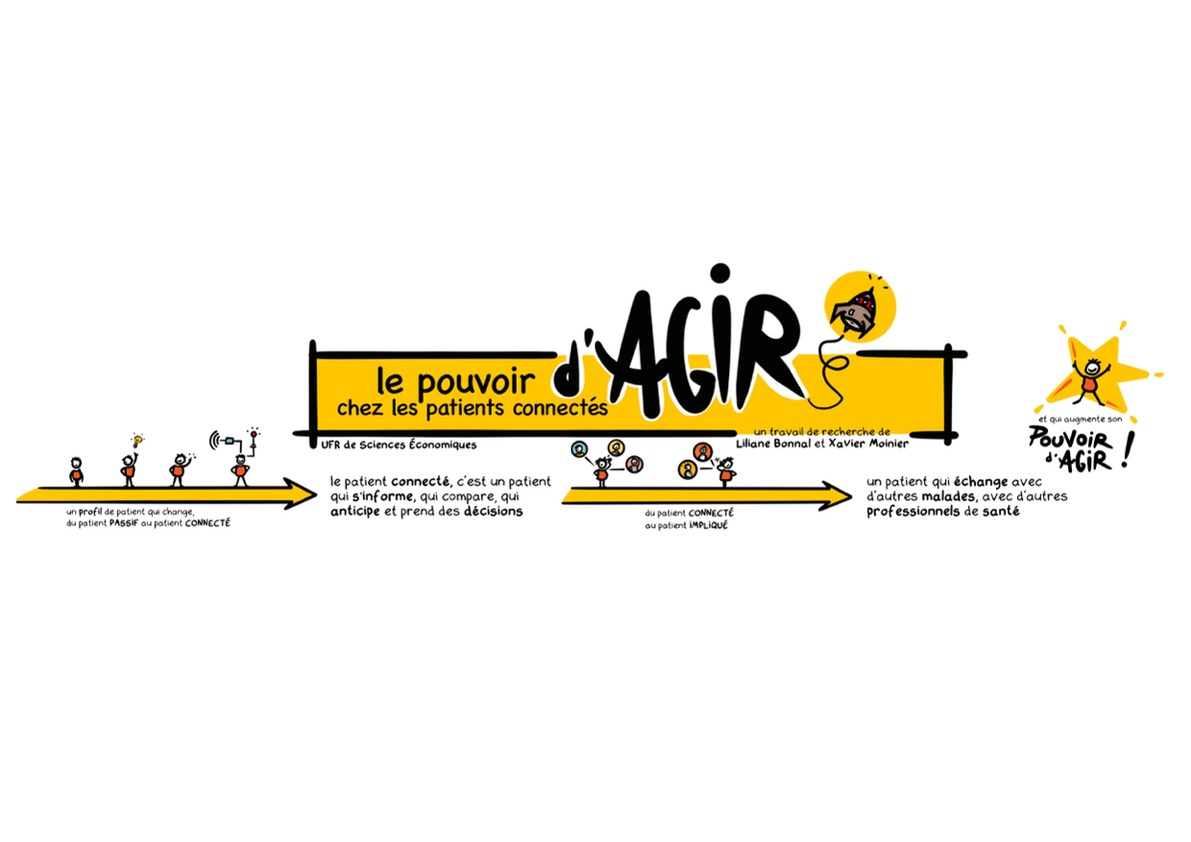 le pouvoir d'AGiR
chez les patients connectés
UFR de Sciences Économiques
un travail de recherche de
Liliane Bonnal et Xavier Moinier
un profil de patient qui change,
du patient PASSiF au patient CONNECTÉ
le patient connecté, c'est un patient
qui s'informe, qui compare, qui
anticipe et prend des décisions
du patient CONNECTÉ
au patient iMPLiQUÉ
un patient qui échange avec
d'autres malades, avec d'autres
professionnels de santé
et qui augmente son
POUVOiR
d'AGiR !